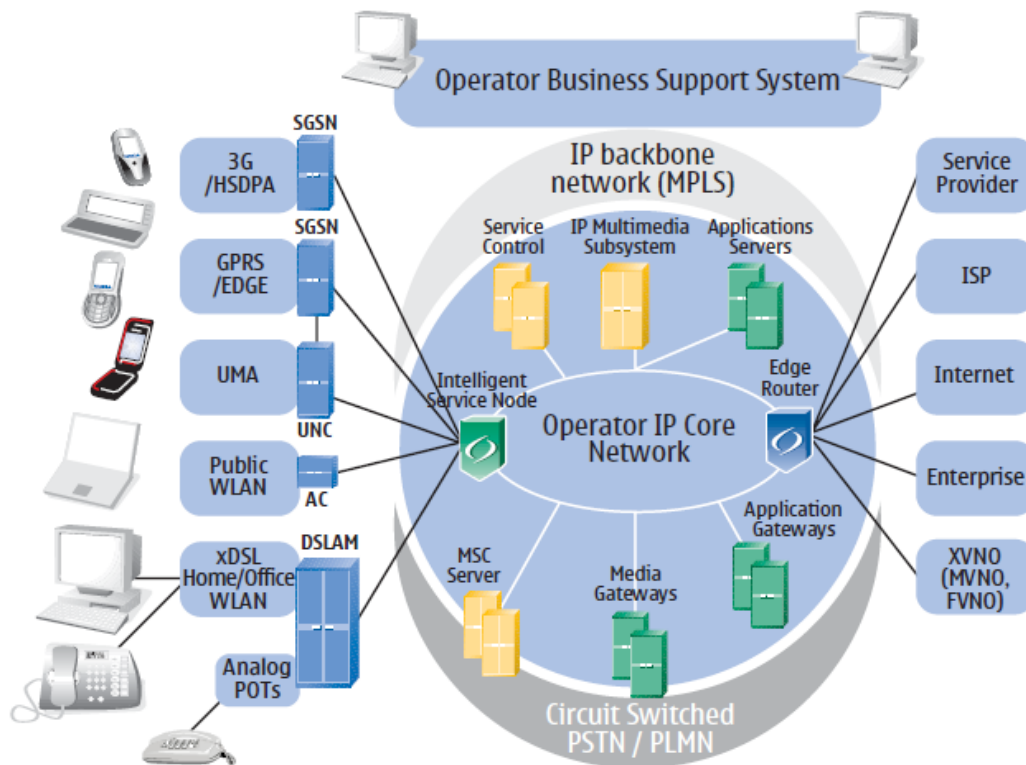 Operator Business Support System
SGSN
3G
/HSDPA
SGSN
GPRS
/EDGE
UMA
UNC
Public
WLAN
AC
xDSL
Home/Office
WLAN
DSLAM
Analog
POTs
IP backbone
network (MPLS)
Service
Control
IP Multimedia
Subsystem
Applications
Servers
Intelligent
Service Node
Edge
Router
Operator IP Core
Network
MSC
Server
Media
Gateways
Application
Gateways
Circuit Switched
PSTN / PLMN
Service
Provider
ISP
Internet
Enterprise
XVNO
(MVNO,
FVNO)